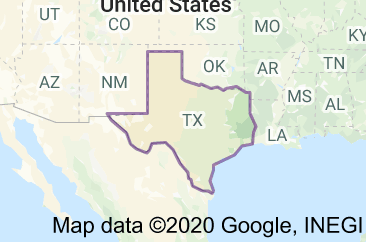 United States
UT
CO
KS
MO
KY
AZ
NM
OK
AR
TN
TX
MS
AL
LA
Map data ©2020 Google, INEGI